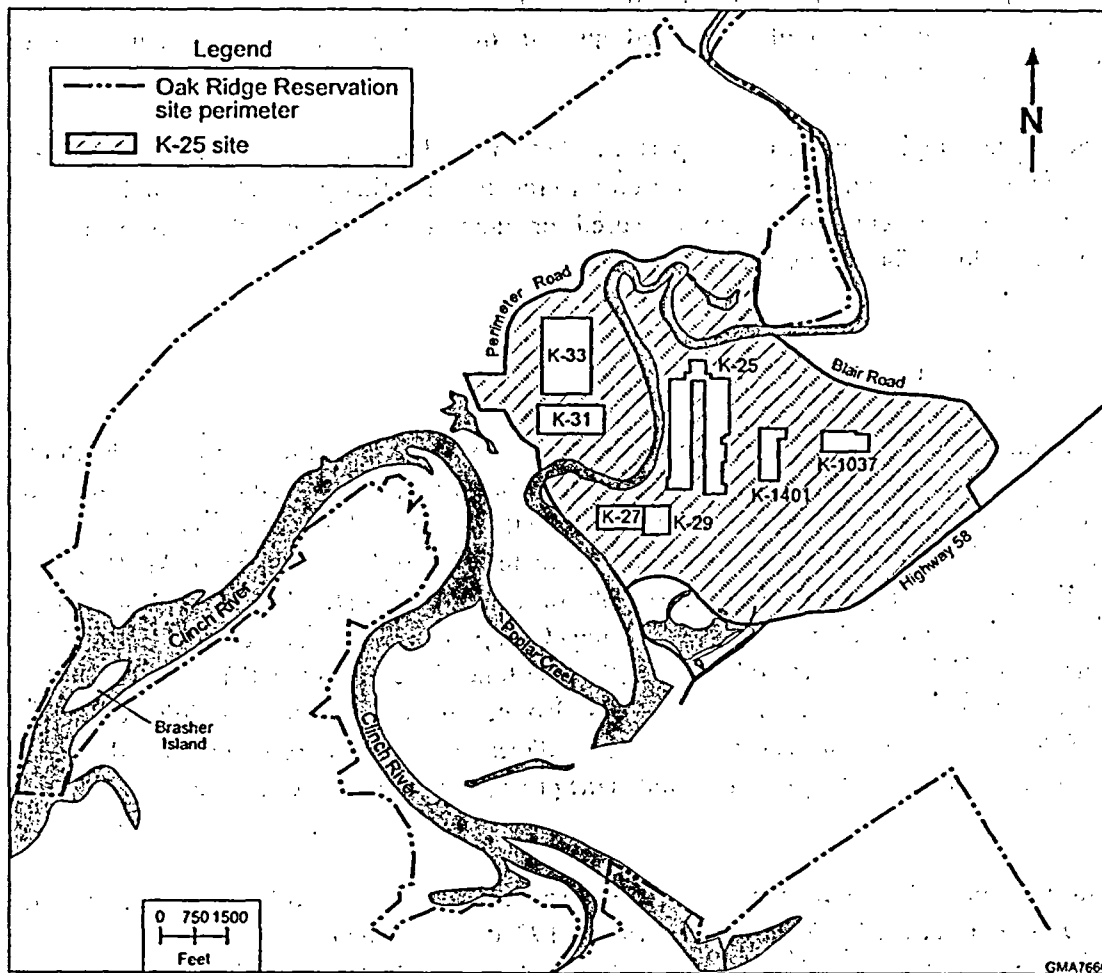 Legend
Oak Ridge Reservation
site perimeter
K-25 site
N
Perimeter Road
K-33
K-25
K-31
Blair Road
K-1037
K-1401
K-27
K-29
Highway 58
Clinch River
Poplar Creek
Brasher
Island
Clinch River
0 750 1500
Feet